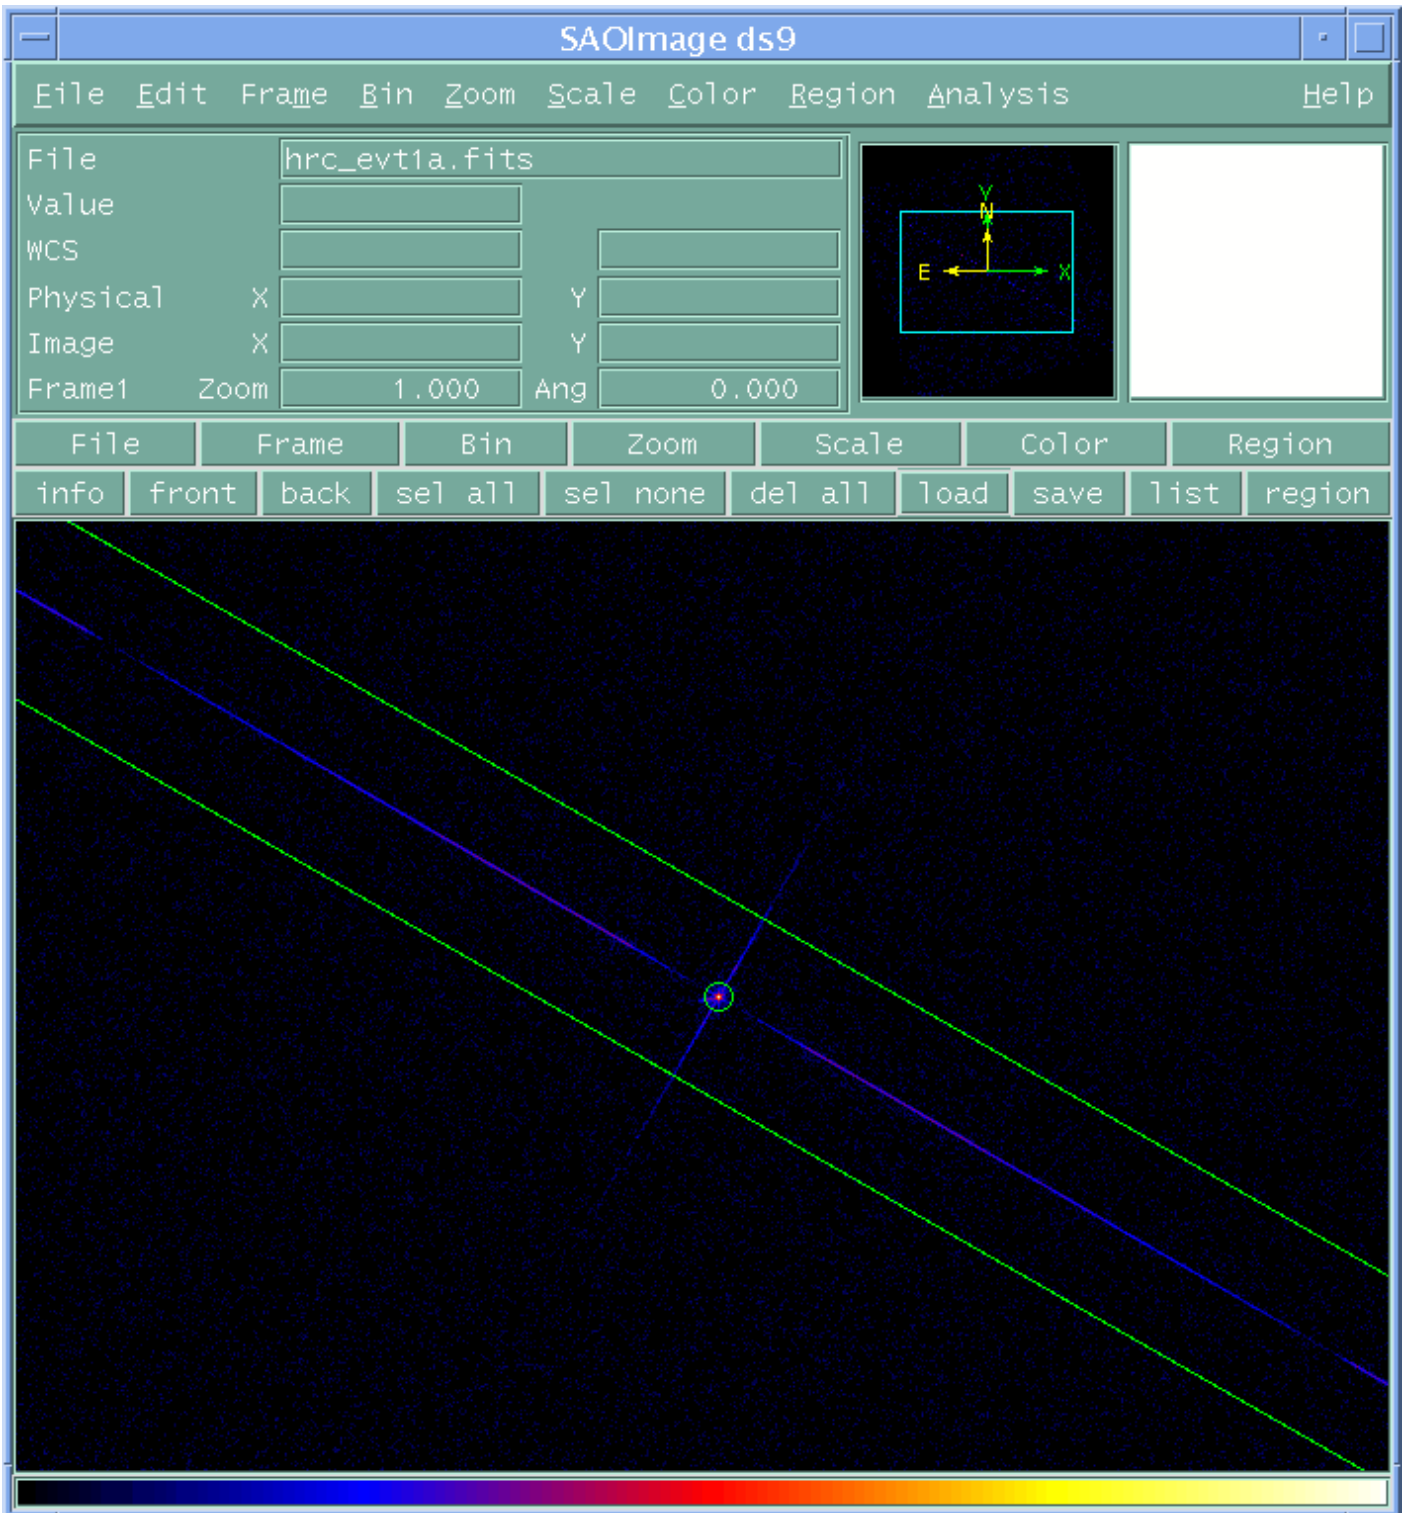 SAOImage ds9
File Edit Frame Bin Zoom Scale Color Region Analysis Help
File hrc_evt1a.fits
Value
WCS
Physical X Y
Image X Y
Frame1 Zoom 1.000 Ang 0.000
Y
N
E X
File Frame Bin Zoom Scale Color Region
info front back sel all sel none del all load save list region